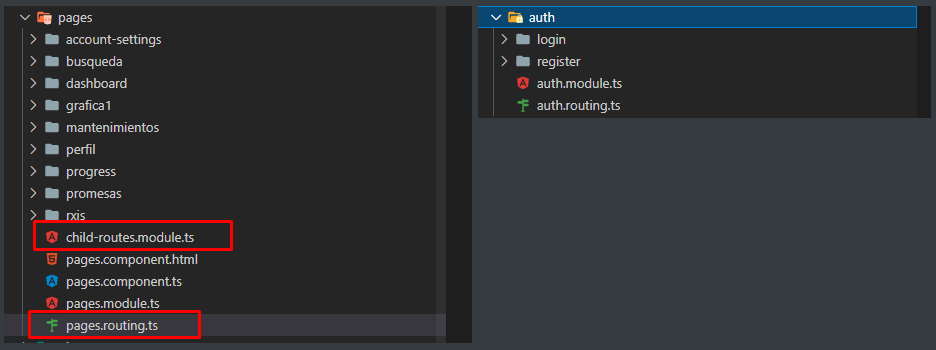 pages
account-settings
busqueda
dashboard
grafica1
mantenimientos
perfil
progress
promesas
rxjs
child-routes.module.ts
pages.component.html
pages.component.ts
pages.module.ts
pages.routing.ts
auth
login
register
auth.module.ts
auth.routing.ts